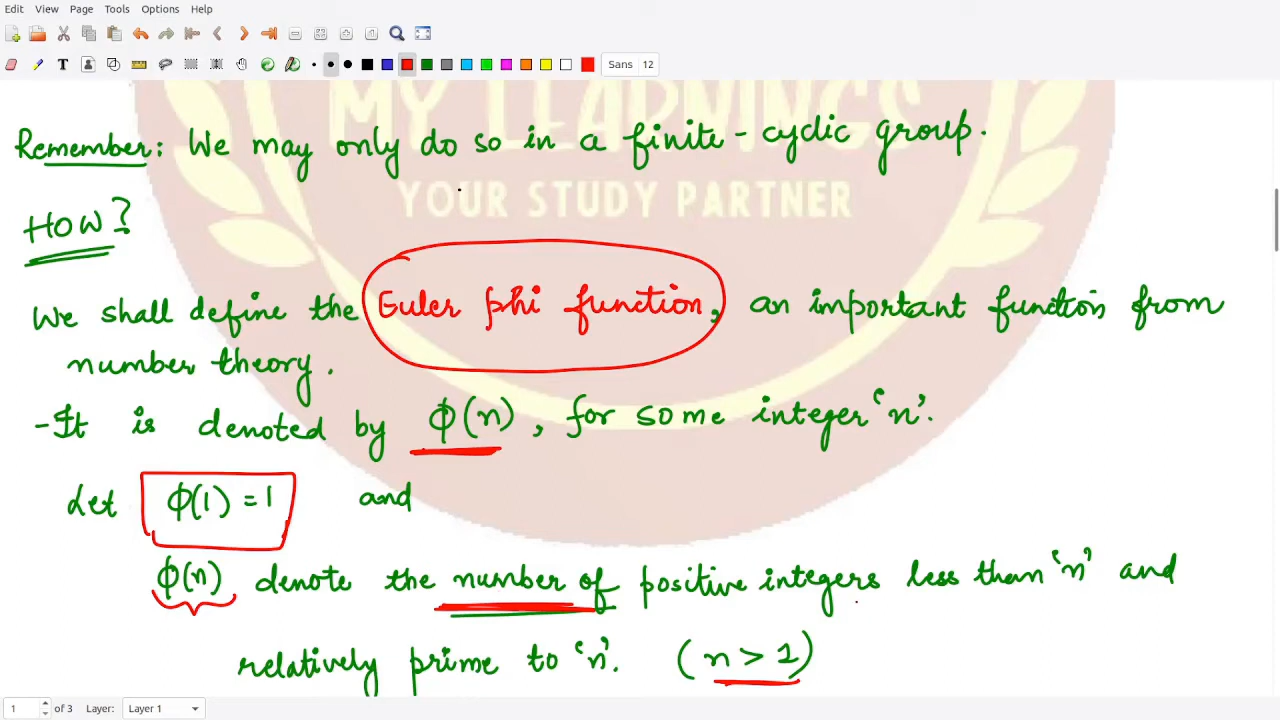 Edit View Page Tools Options Help
Sans 12
MY LEARNINGS
YOUR STUDY PARTNER
Remember: We may only do so in a finite-cyclic group.
HOW?
We shall define the Euler phi function, an important function from
number theory.
- It is denoted by ϕ(n), for some integer 'n'.
Let ϕ(1) = 1 and
ϕ(n) denote the number of positive integers less than 'n' and
relatively prime to 'n'. (n > 1)
1 of 3 Layer: Layer 1